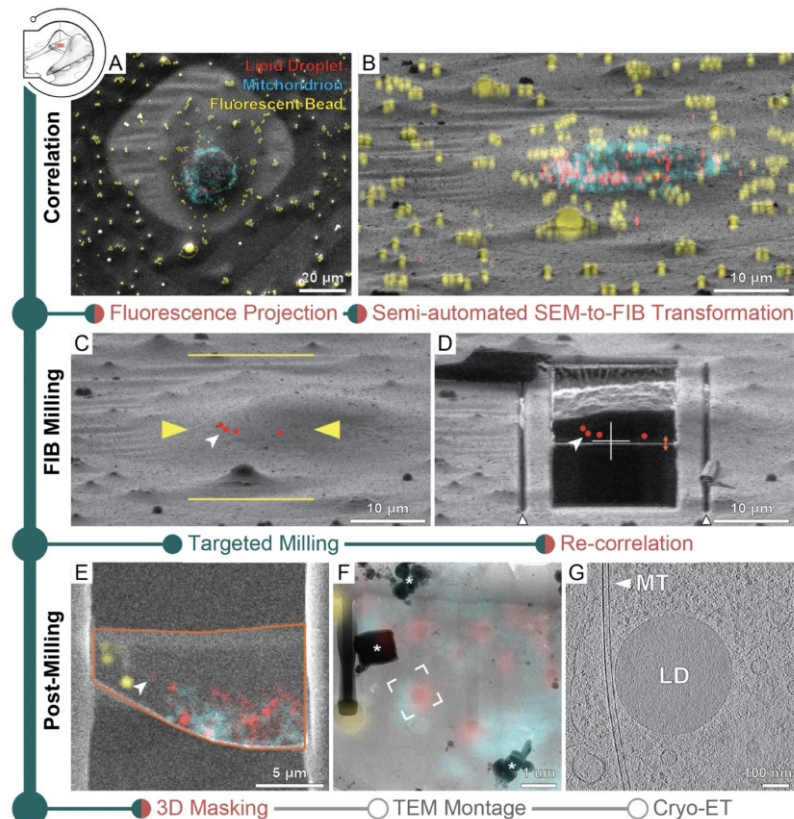 A
Lipid Droplet
Mitchondrion
Fluorescent Bead
20 µm
B
10 µm
Correlation
Fluorescence Projection
Semi-automated SEM-to-FIB Transformation
C
10 µm
D
10 µm
FIB Milling
Targeted Milling
Re-correlation
E
5 µm
F
*
*
*
1 µm
G
MT
LD
100 nm
Post-Milling
3D Masking
TEM Montage
Cryo-ET